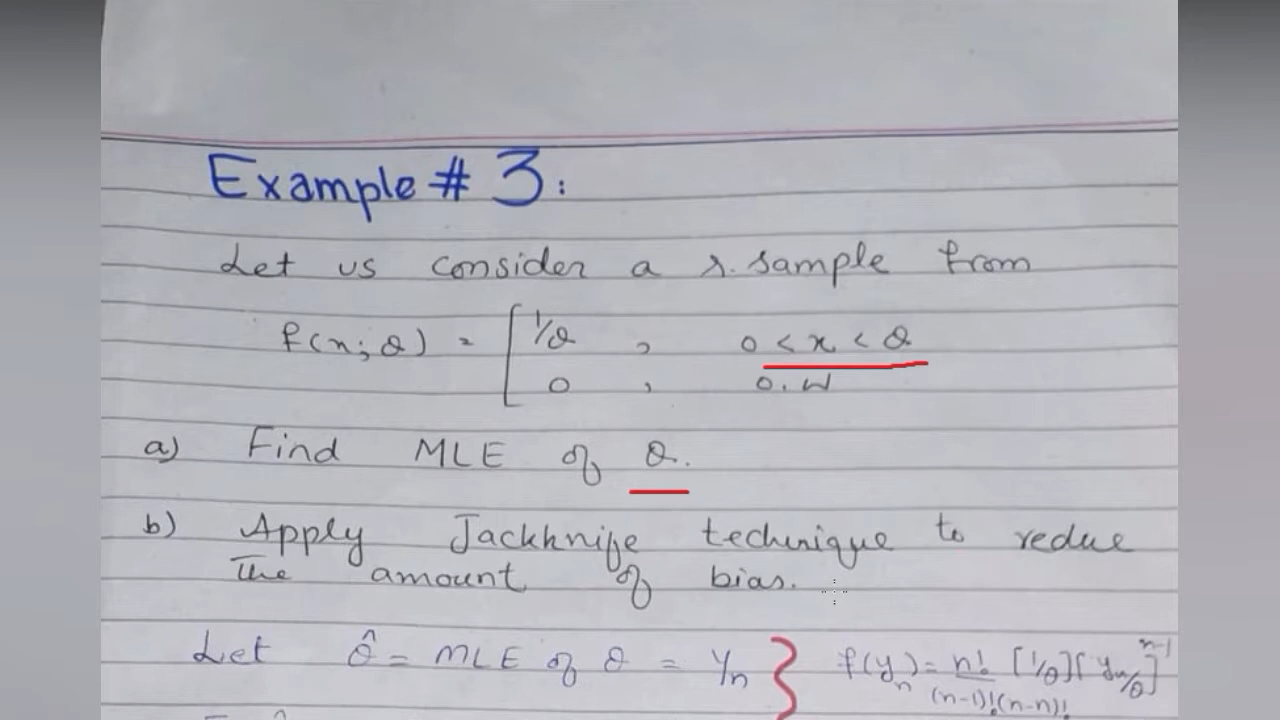 Example # 3:
Let us consider a r. sample from
f(x; θ) = [ 1/θ , 0 < x < θ
0 , o.w
a) Find MLE of θ.
b) Apply Jackknife technique to redue
The amount of bias.
Let θ̂ = MLE of θ = yn } f(yn) = n!/(n-1)!(n-n)! [1/θ][yn/θ]^n-1